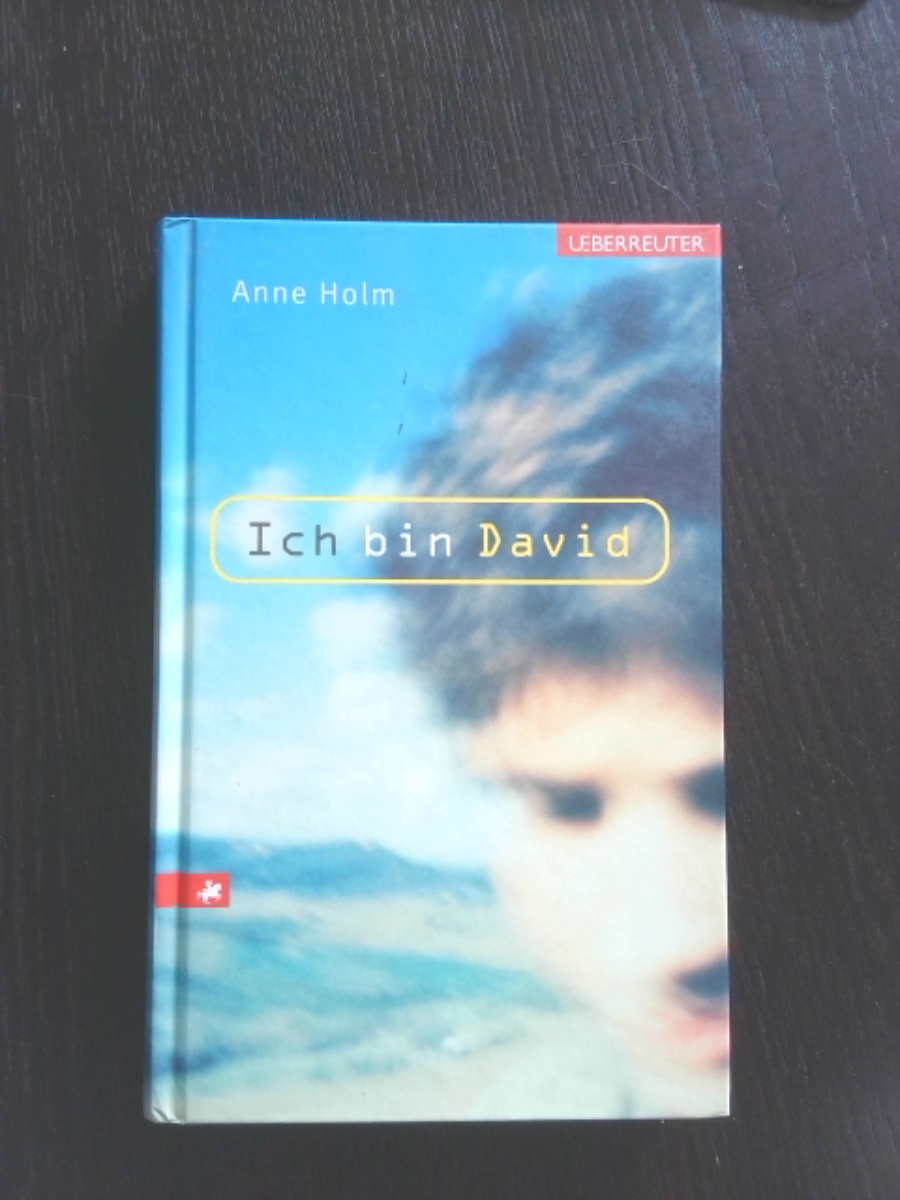 UEBERREUTER
Anne Holm
Ich bin David